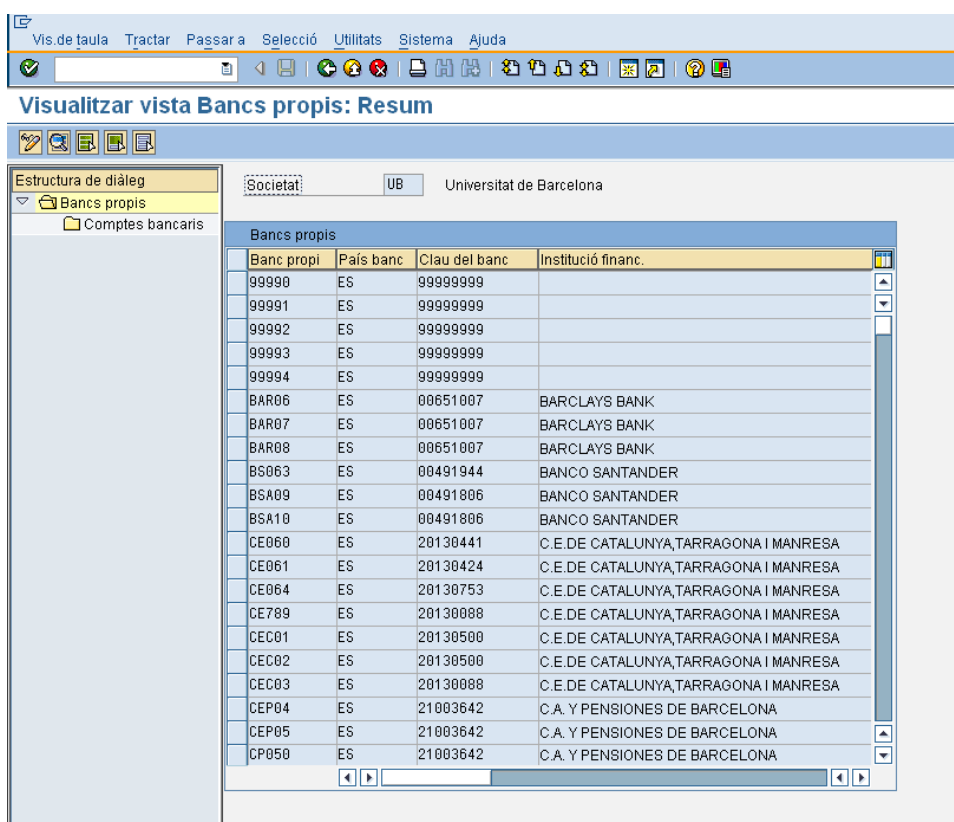 Vis.de taula Tractar Passar a Selecció Utilitats Sistema Ajuda
Visualitzar vista Bancs propis: Resum
Estructura de diàleg
Bancs propis
Comptes bancaris
Societat UB Universitat de Barcelona
Bancs propis
Banc propi País banc Clau del banc Institució financ.
99990 ES 99999999
99991 ES 99999999
99992 ES 99999999
99993 ES 99999999
99994 ES 99999999
BAR06 ES 00651007 BARCLAYS BANK
BAR07 ES 00651007 BARCLAYS BANK
BAR08 ES 00651007 BARCLAYS BANK
BS063 ES 00491944 BANCO SANTANDER
BSA09 ES 00491806 BANCO SANTANDER
BSA10 ES 00491806 BANCO SANTANDER
CE060 ES 20130441 C.E.DE CATALUNYA,TARRAGONA I MANRESA
CE061 ES 20130424 C.E.DE CATALUNYA,TARRAGONA I MANRESA
CE064 ES 20130753 C.E.DE CATALUNYA,TARRAGONA I MANRESA
CE789 ES 20130088 C.E.DE CATALUNYA,TARRAGONA I MANRESA
CEC01 ES 20130500 C.E.DE CATALUNYA,TARRAGONA I MANRESA
CEC02 ES 20130500 C.E.DE CATALUNYA,TARRAGONA I MANRESA
CEC03 ES 20130088 C.E.DE CATALUNYA,TARRAGONA I MANRESA
CEP04 ES 21003642 C.A. Y PENSIONES DE BARCELONA
CEP05 ES 21003642 C.A. Y PENSIONES DE BARCELONA
CP050 ES 21003642 C.A. Y PENSIONES DE BARCELONA